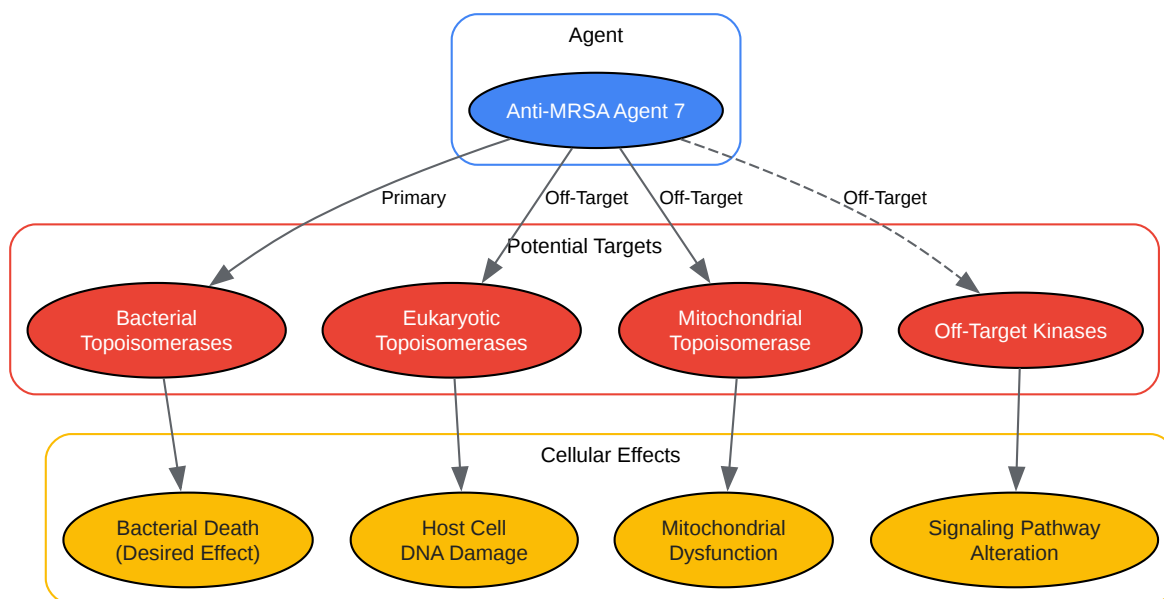 Agent
Anti-MRSA Agent 7
Primary
Off-Target
Off-Target
Off-Target
Potential Targets
Bacterial
Topoisomerases
Eukaryotic
Topoisomerases
Mitochondrial
Topoisomerase
Off-Target Kinases
Cellular Effects
Bacterial Death
(Desired Effect)
Host Cell
DNA Damage
Mitochondrial
Dysfunction
Signaling Pathway
Alteration